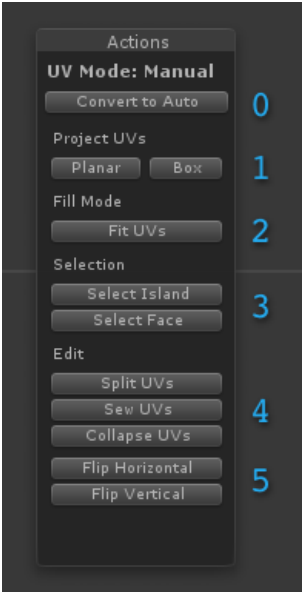 Actions
UV Mode: Manual
Convert to Auto 0
Project UVs
Planar Box 1
Fill Mode
Fit UVs 2
Selection
Select Island
Select Face 3
Edit
Split UVs
Sew UVs 4
Collapse UVs
Flip Horizontal 5
Flip Vertical